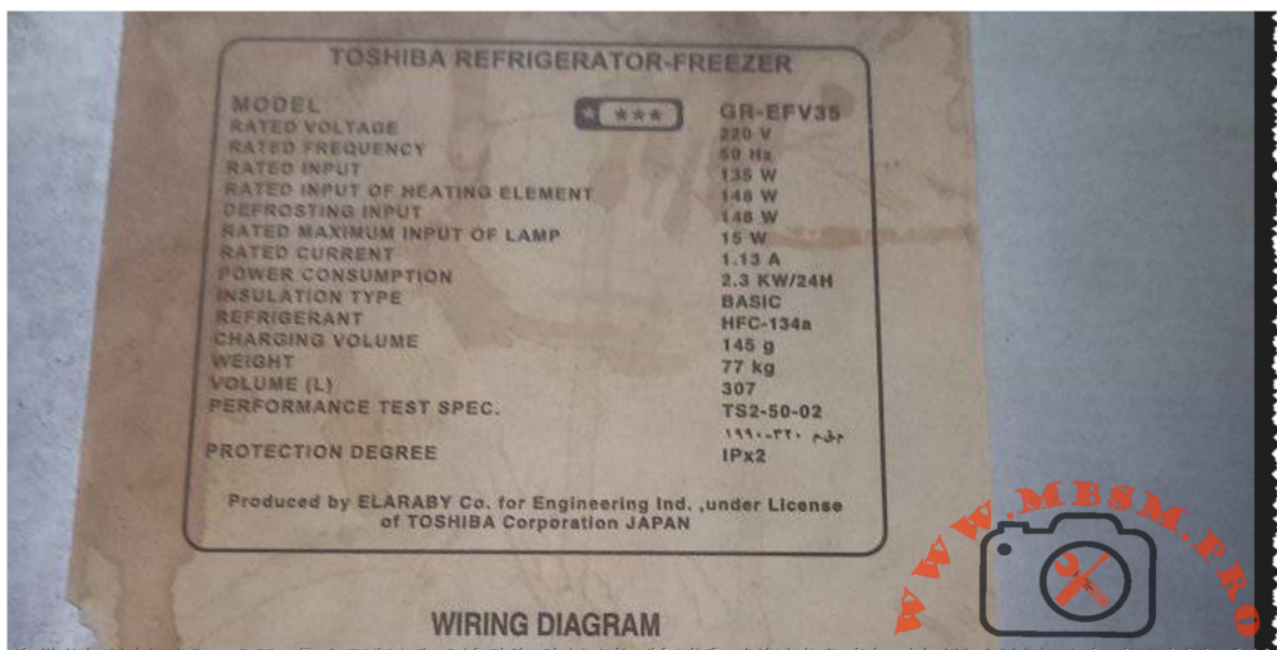 TOSHIBA REFRIGERATOR-FREEZER
MODEL GR-EFV35
RATED VOLTAGE 220 V
RATED FREQUENCY 50 Hz
RATED INPUT 135 W
RATED INPUT OF HEATING ELEMENT 146 W
DEFROSTING INPUT 146 W
RATED MAXIMUM INPUT OF LAMP 15 W
RATED CURRENT 1.13 A
POWER CONSUMPTION 2.3 KW/24H
INSULATION TYPE BASIC
REFRIGERANT HFC-134a
CHARGING VOLUME 145 g
WEIGHT 77 kg
VOLUME (L) 307
PERFORMANCE TEST SPEC. TS2-50-02
م.ق.م ٣٢٠-١٩٩٠
PROTECTION DEGREE IPx2
Produced by ELARABY Co. for Engineering Ind. ,under License
of TOSHIBA Corporation JAPAN
WIRING DIAGRAM
WWW.MBSM.PRO